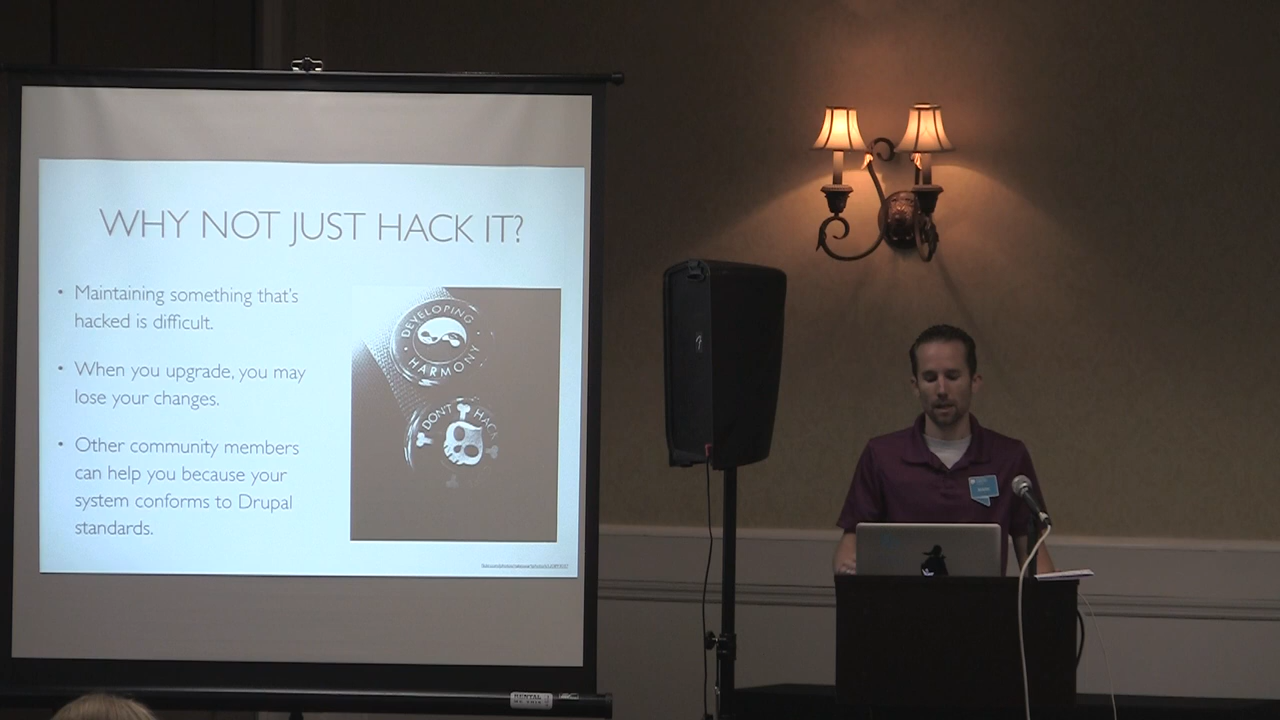 WHY NOT JUST HACK IT?
• Maintaining something that's
hacked is difficult.
• When you upgrade, you may
lose your changes.
• Other community members
can help you because your
system conforms to Drupal
standards.
DEVELOPING
HARMONY
DONT HACK
RENTAL